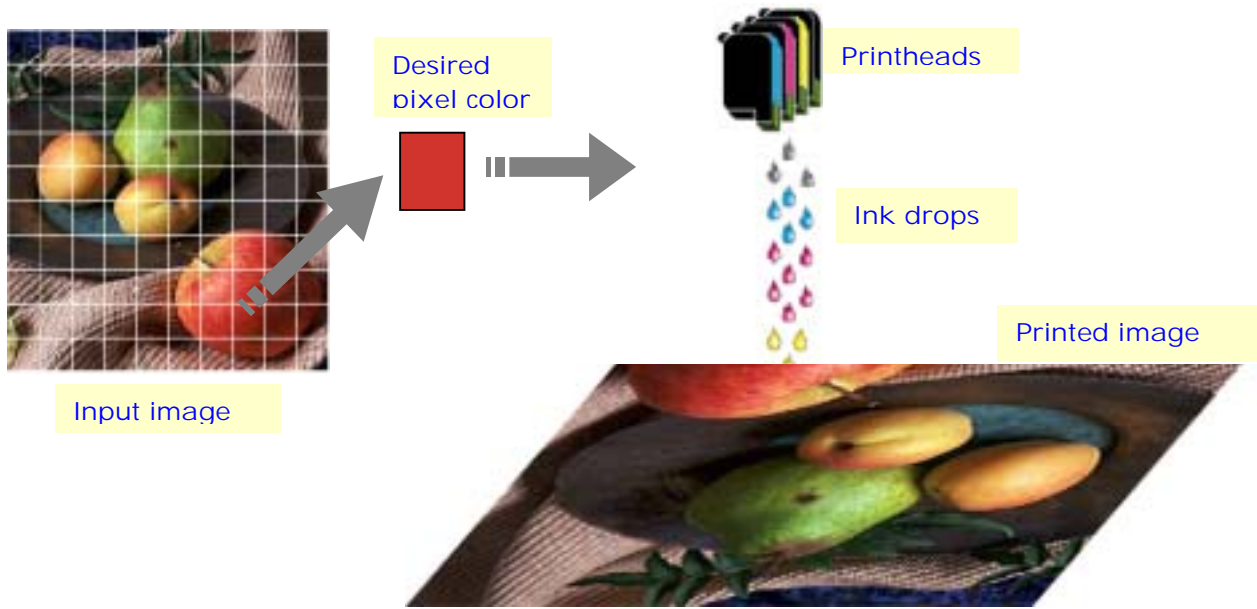 Desired
pixel color
Printheads
Ink drops
Printed image
Input image